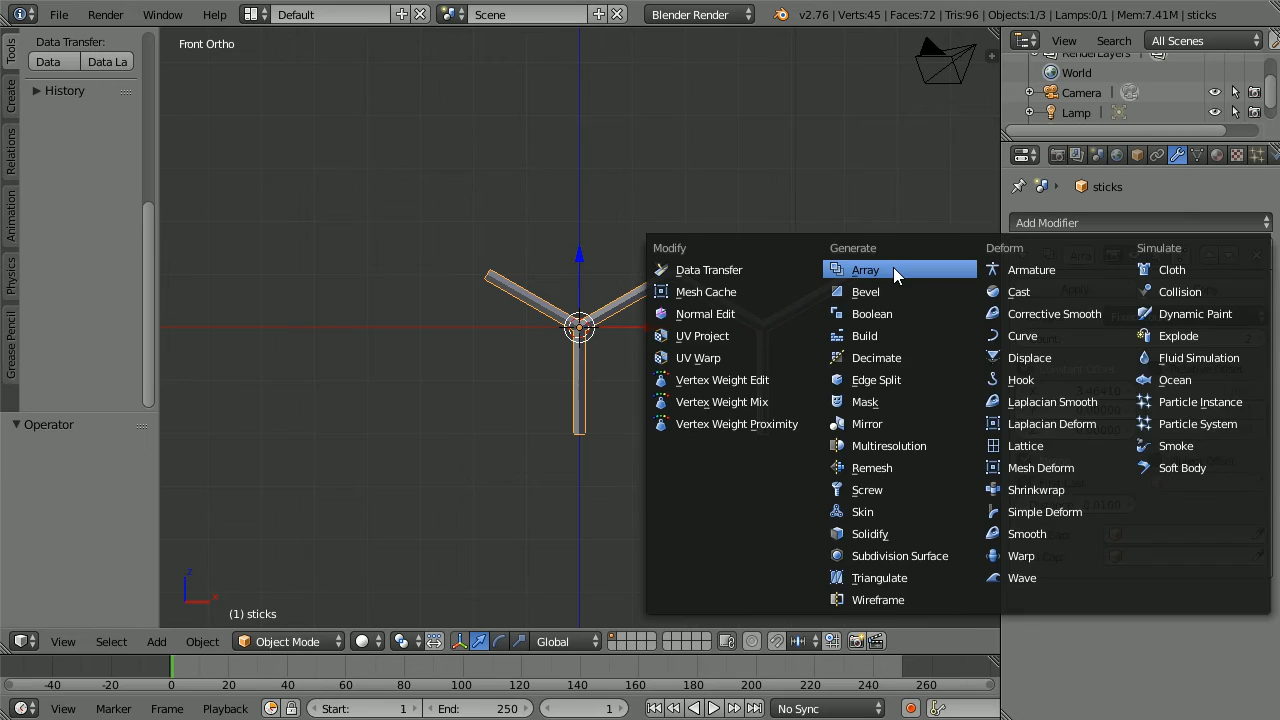 File Render Window Help Default Scene Blender Render v2.76 | Verts:45 | Faces:72 | Tris:96 | Objects:1/3 | Lamps:0/1 | Mem:7.41M | sticks
Tools
Create
Relations
Animation
Physics
Grease Pencil
Data Transfer:
Data Data La
History
Operator
Front Ortho
View Search All Scenes
RenderLayers
World
Camera
Lamp
sticks
Add Modifier
Modify
Data Transfer
Mesh Cache
Normal Edit
UV Project
UV Warp
Vertex Weight Edit
Vertex Weight Mix
Vertex Weight Proximity
Generate
Array
Bevel
Boolean
Build
Decimate
Edge Split
Mask
Mirror
Multiresolution
Remesh
Screw
Skin
Solidify
Subdivision Surface
Triangulate
Wireframe
Deform
Armature
Cast
Corrective Smooth
Curve
Displace
Hook
Laplacian Smooth
Laplacian Deform
Lattice
Mesh Deform
Shrinkwrap
Simple Deform
Smooth
Warp
Wave
Simulate
Cloth
Collision
Dynamic Paint
Explode
Fluid Simulation
Ocean
Particle Instance
Particle System
Smoke
Soft Body
z
x
(1) sticks
View Select Add Object Object Mode Global
-40 -20 0 20 40 60 80 100 120 140 160 180 200 220 240 260
View Marker Frame Playback Start: 1 End: 250 1 No Sync